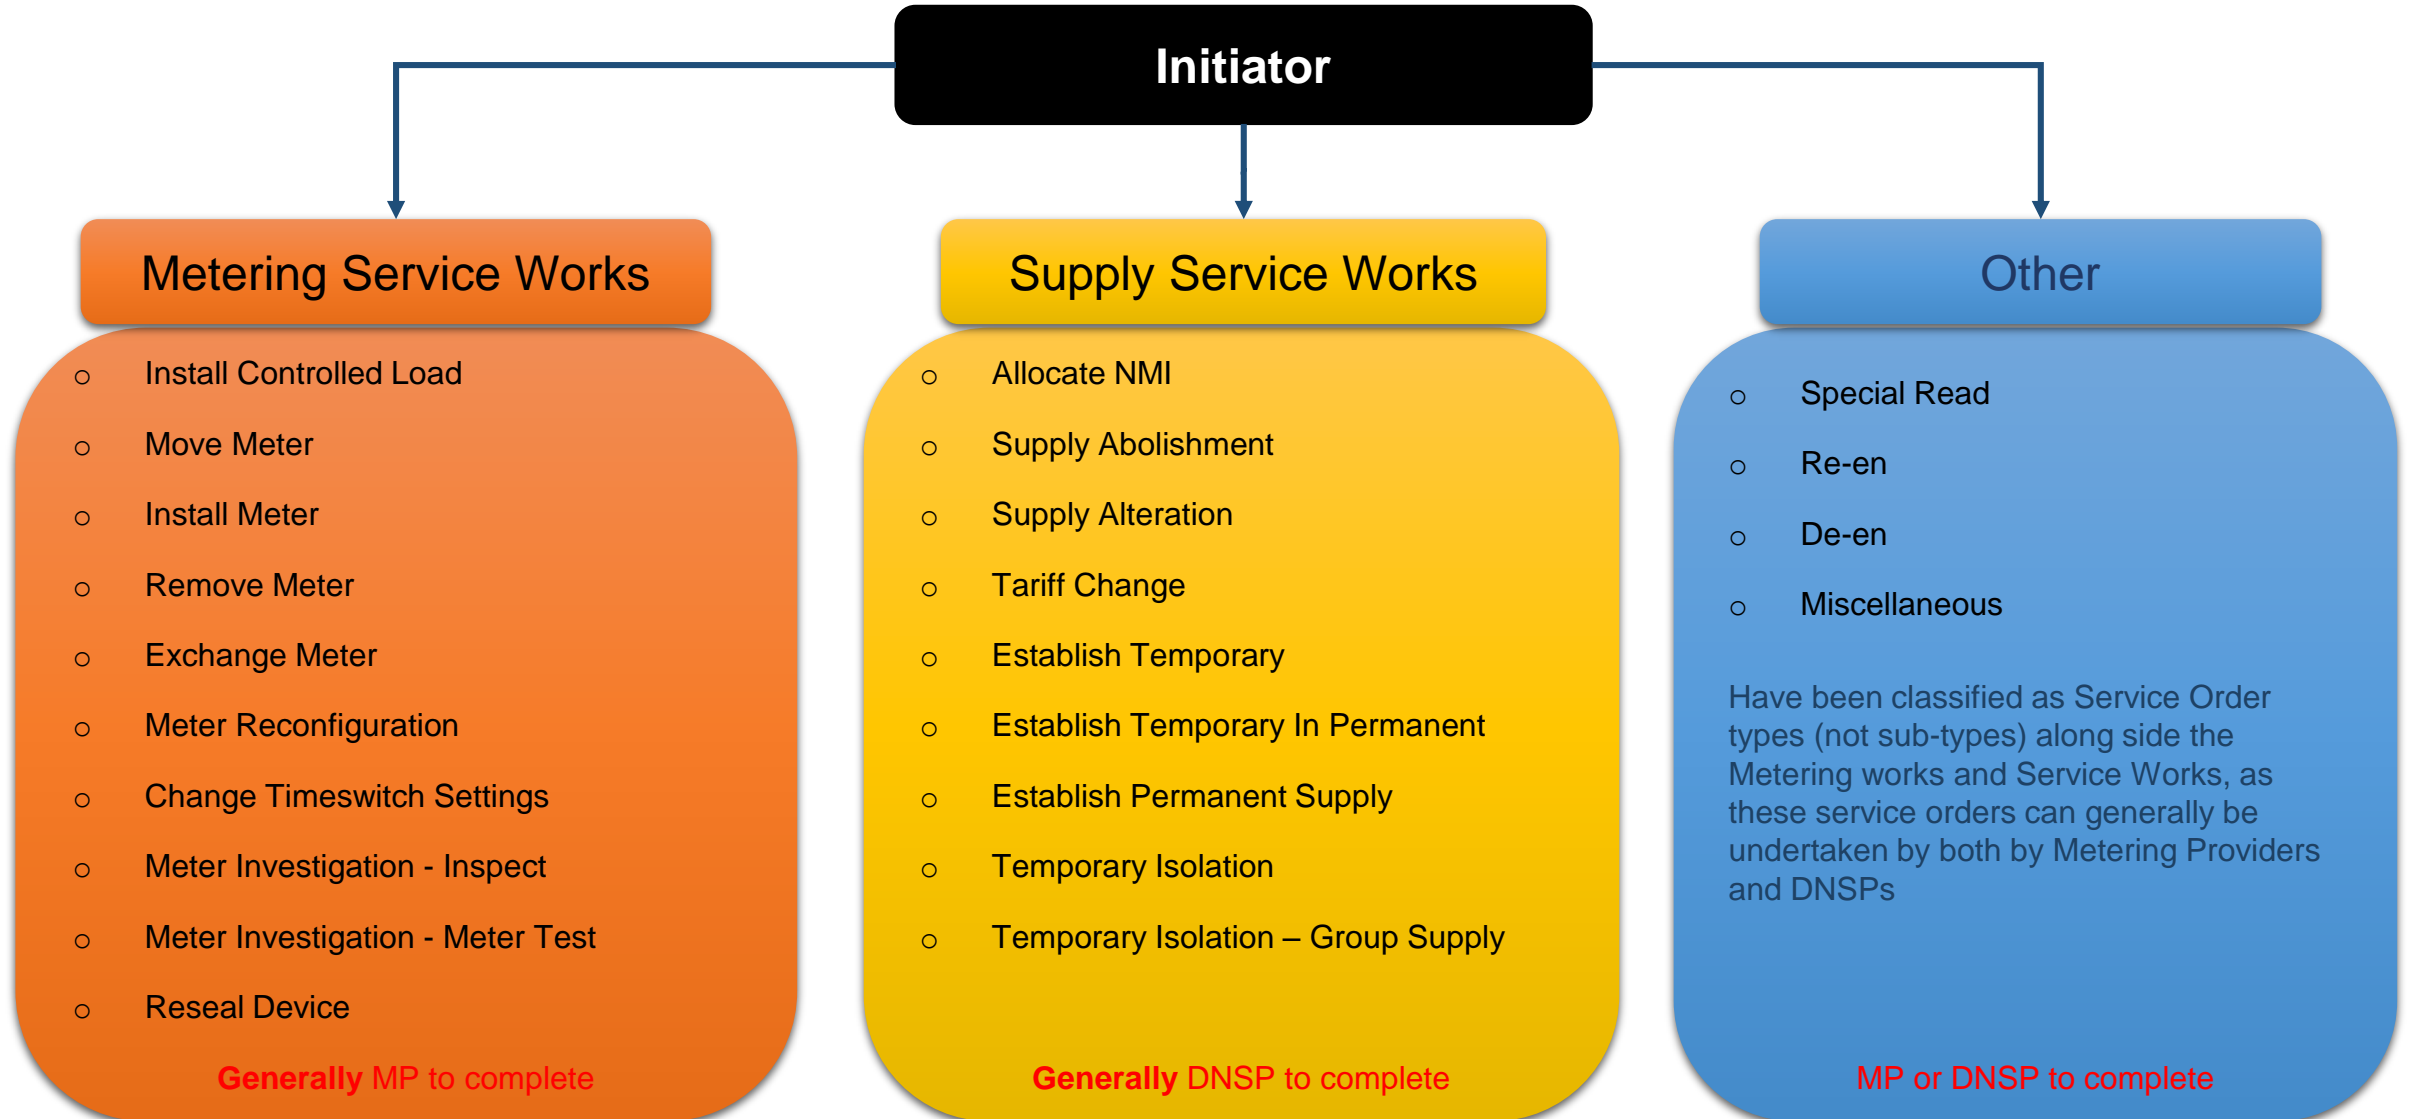 Initiator
Metering Service Works
o Install Controlled Load
o Move Meter
o Install Meter
o Remove Meter
o Exchange Meter
o Meter Reconfiguration
o Change Timeswitch Settings
o Meter Investigation - Inspect
o Meter Investigation - Meter Test
o Reseal Device
Generally MP to complete
Supply Service Works
o Allocate NMI
o Supply Abolishment
o Supply Alteration
o Tariff Change
o Establish Temporary
o Establish Temporary In Permanent
o Establish Permanent Supply
o Temporary Isolation
o Temporary Isolation – Group Supply
Generally DNSP to complete
Other
o Special Read
o Re-en
o De-en
o Miscellaneous
Have been classified as Service Order
types (not sub-types) along side the
Metering works and Service Works, as
these service orders can generally be
undertaken by both by Metering Providers
and DNSPs
MP or DNSP to complete